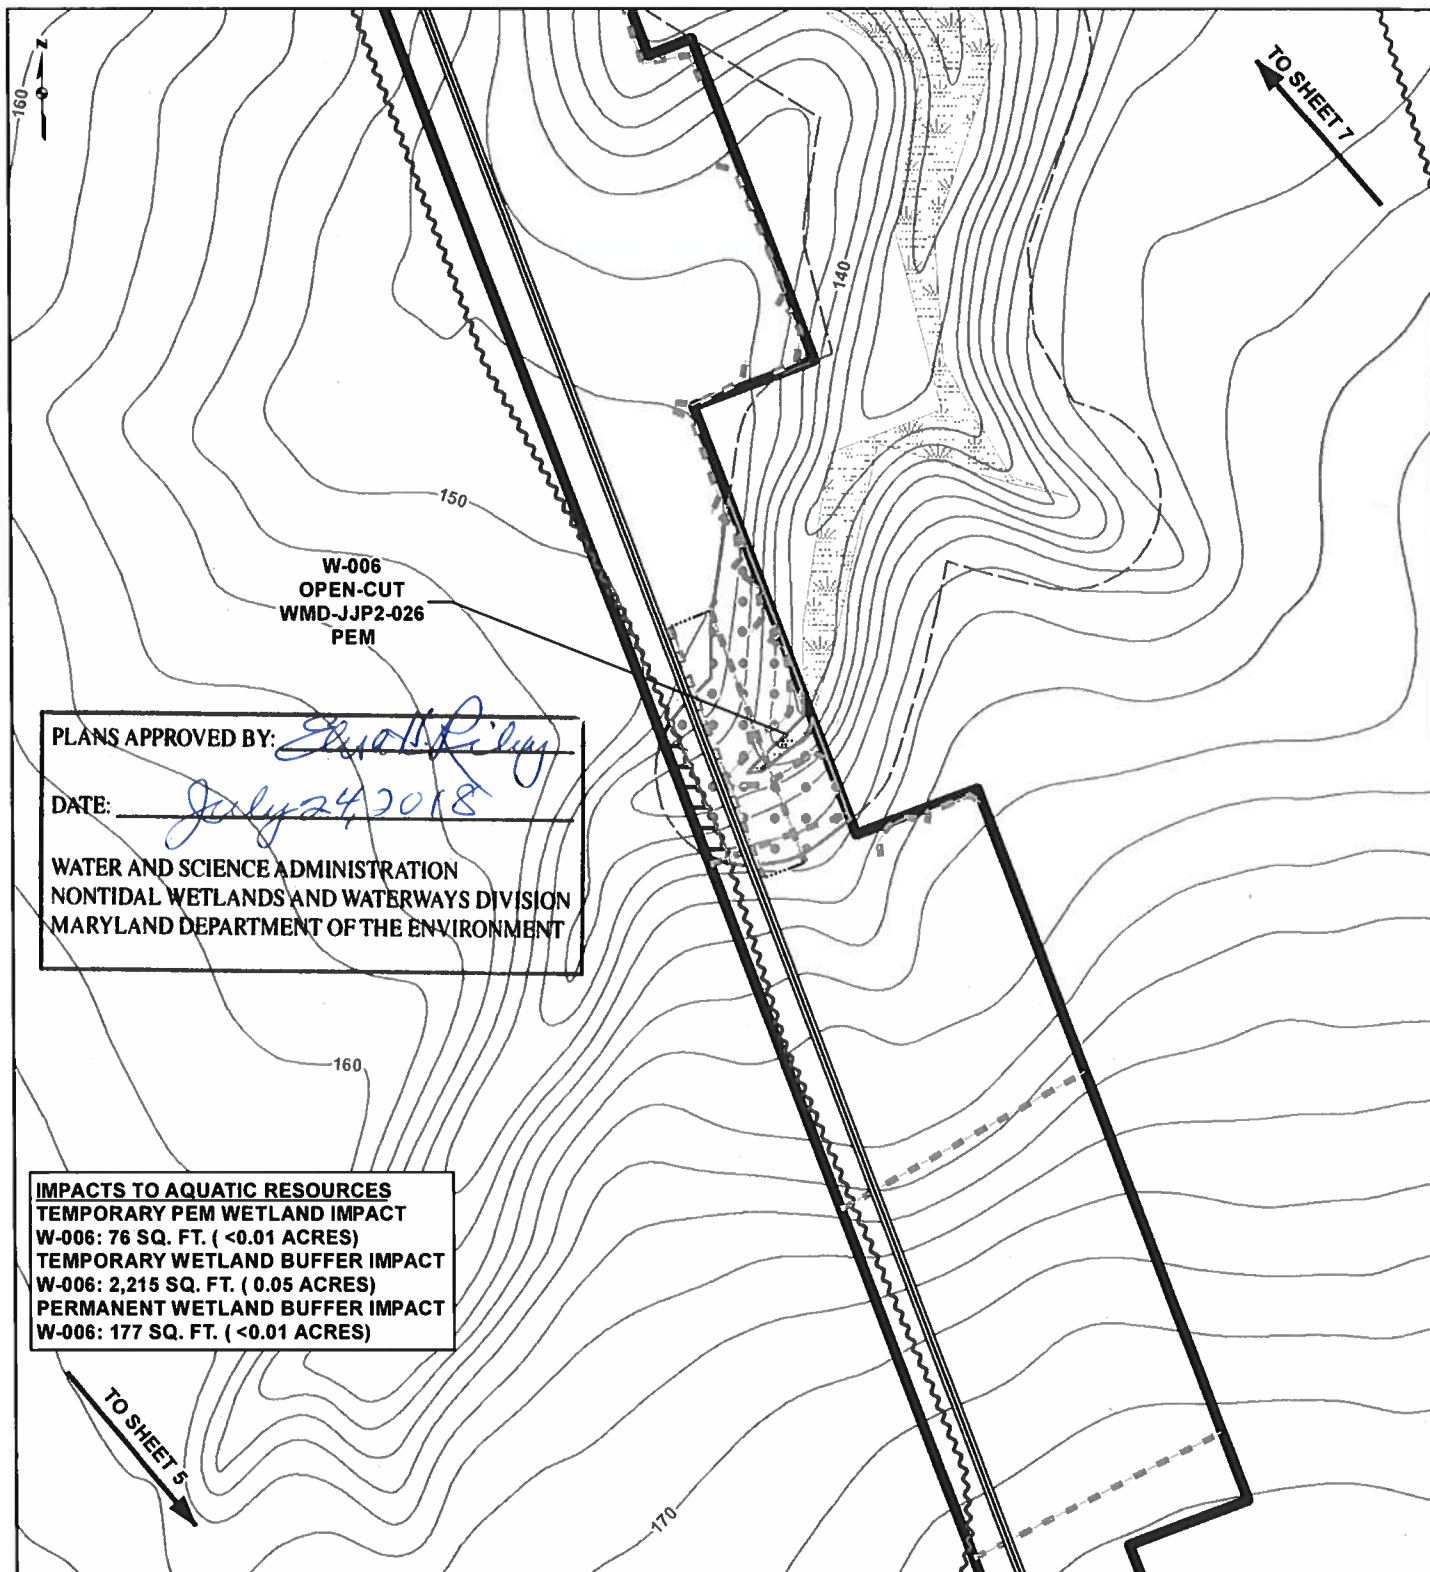 Z
160
TO SHEET 7
140
150
W-006
OPEN-CUT
WMD-JJP2-026
PEM
PLANS APPROVED BY: Elisa H. Riley
DATE: July 24, 2018
WATER AND SCIENCE ADMINISTRATION
NONTIDAL WETLANDS AND WATERWAYS DIVISION
MARYLAND DEPARTMENT OF THE ENVIRONMENT
160
IMPACTS TO AQUATIC RESOURCES
TEMPORARY PEM WETLAND IMPACT
W-006: 76 SQ. FT. ( <0.01 ACRES)
TEMPORARY WETLAND BUFFER IMPACT
W-006: 2,215 SQ. FT. ( 0.05 ACRES)
PERMANENT WETLAND BUFFER IMPACT
W-006: 177 SQ. FT. ( <0.01 ACRES)
TO SHEET 5
170